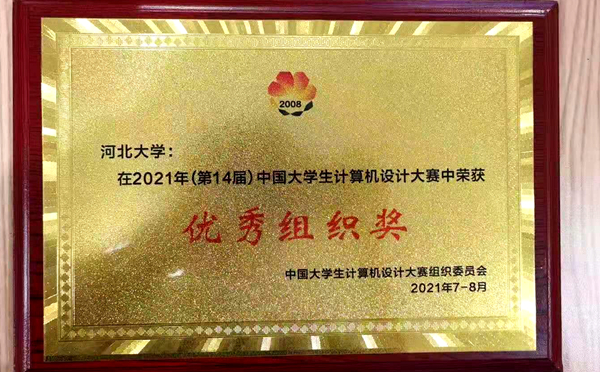 2008
河北大学：
在2021年(第14届)中国大学生计算机设计大赛中荣获
优秀组织奖
中国大学生计算机设计大赛组织委员会
2021年7-8月